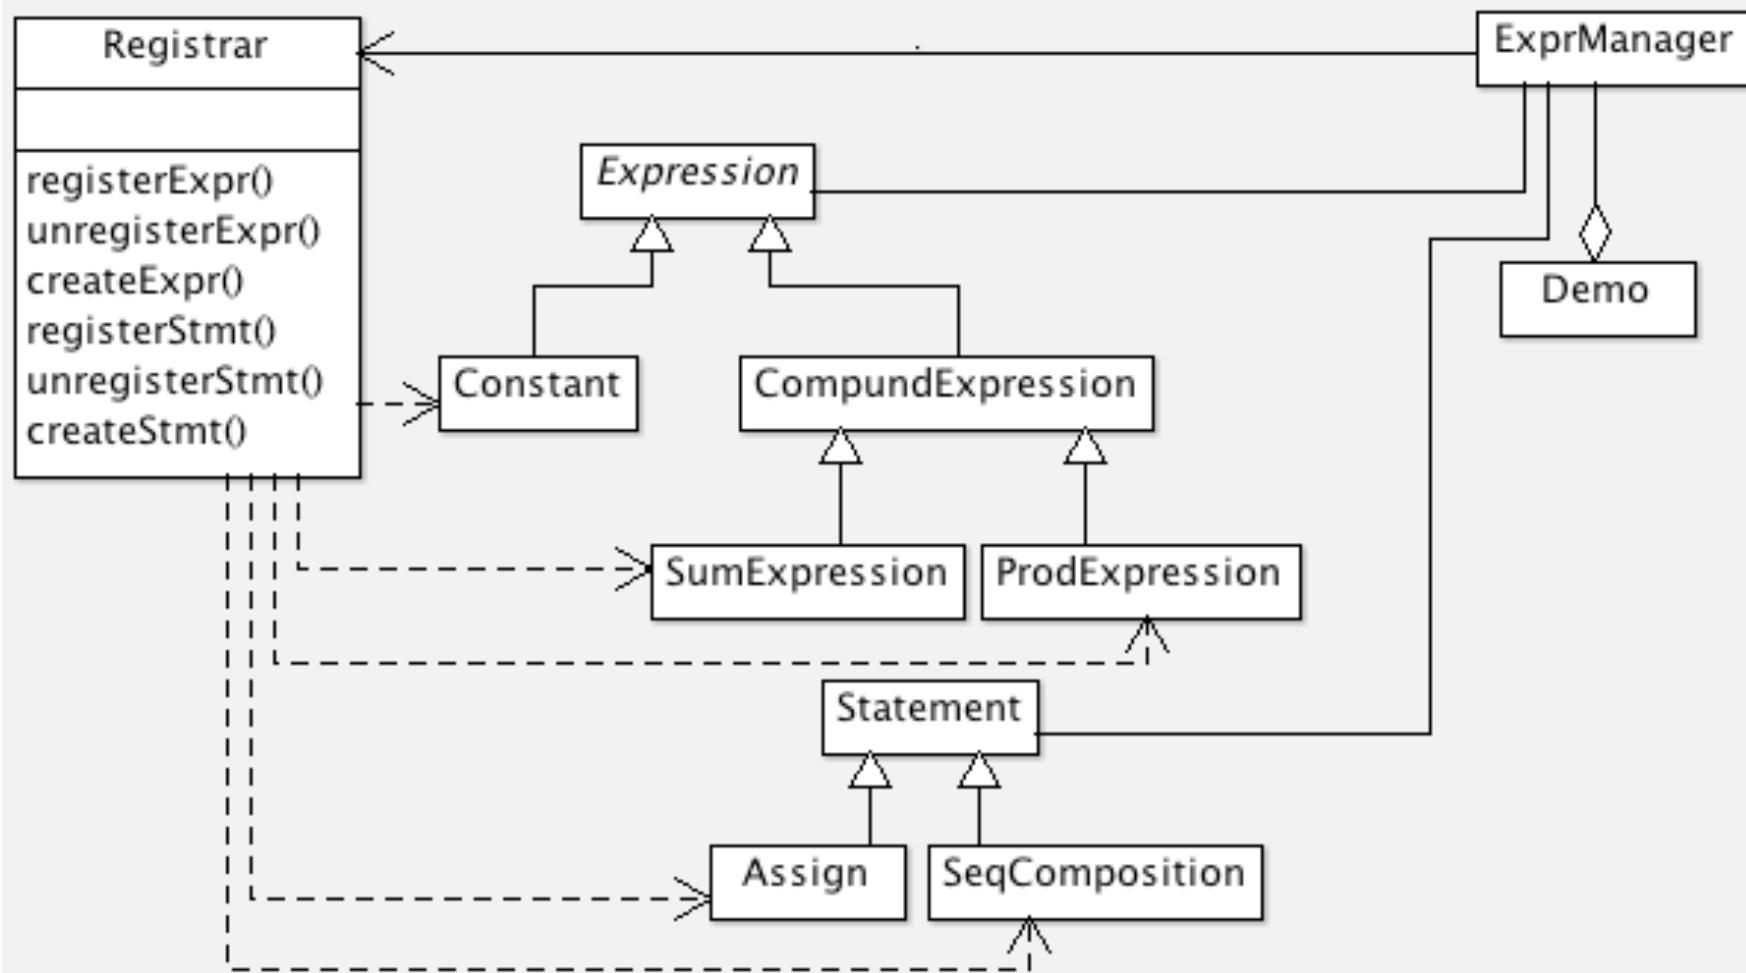 Registrar
registerExpr()
unregisterExpr()
createExpr()
registerStmt()
unregisterStmt()
createStmt()
ExprManager
Expression
Demo
Constant
CompundExpression
SumExpression
ProdExpression
Statement
Assign
SeqComposition